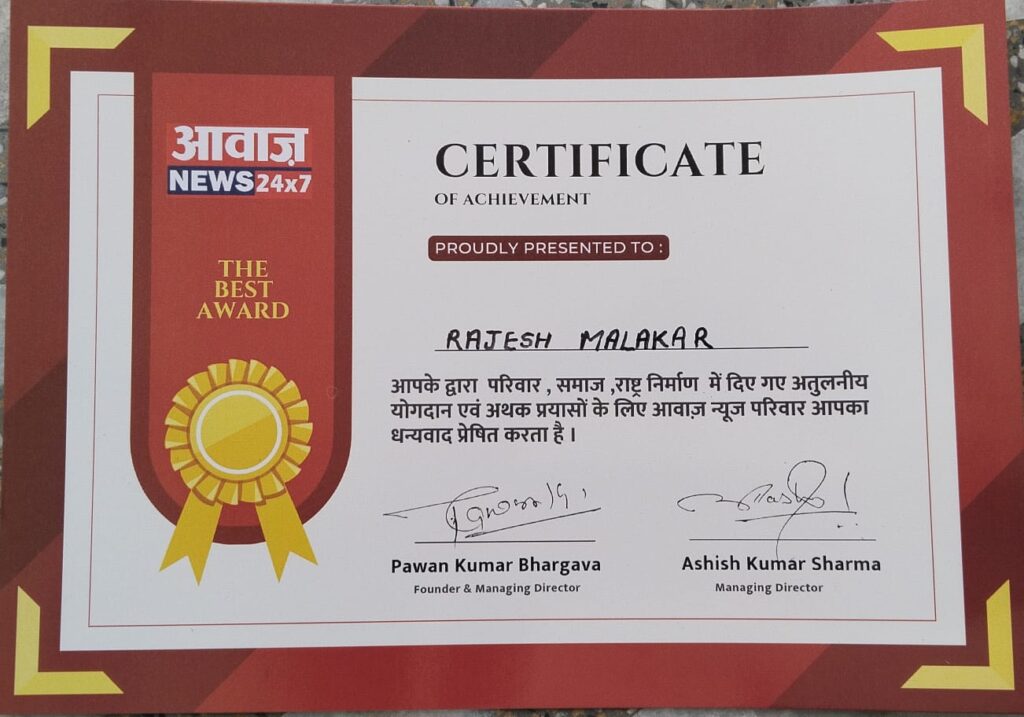 आवाज़
NEWS 24x7
THE
BEST
AWARD
CERTIFICATE
OF ACHIEVEMENT
PROUDLY PRESENTED TO :
RAJESH MALAKAR
आपके द्वारा परिवार , समाज ,राष्ट्र निर्माण में दिए गए अतुलनीय
योगदान एवं अथक प्रयासों के लिए आवाज़ न्यूज परिवार आपका
धन्यवाद प्रेषित करता है ।
Pawan Kumar Bhargava
Founder & Managing Director
Ashish Kumar Sharma
Managing Director